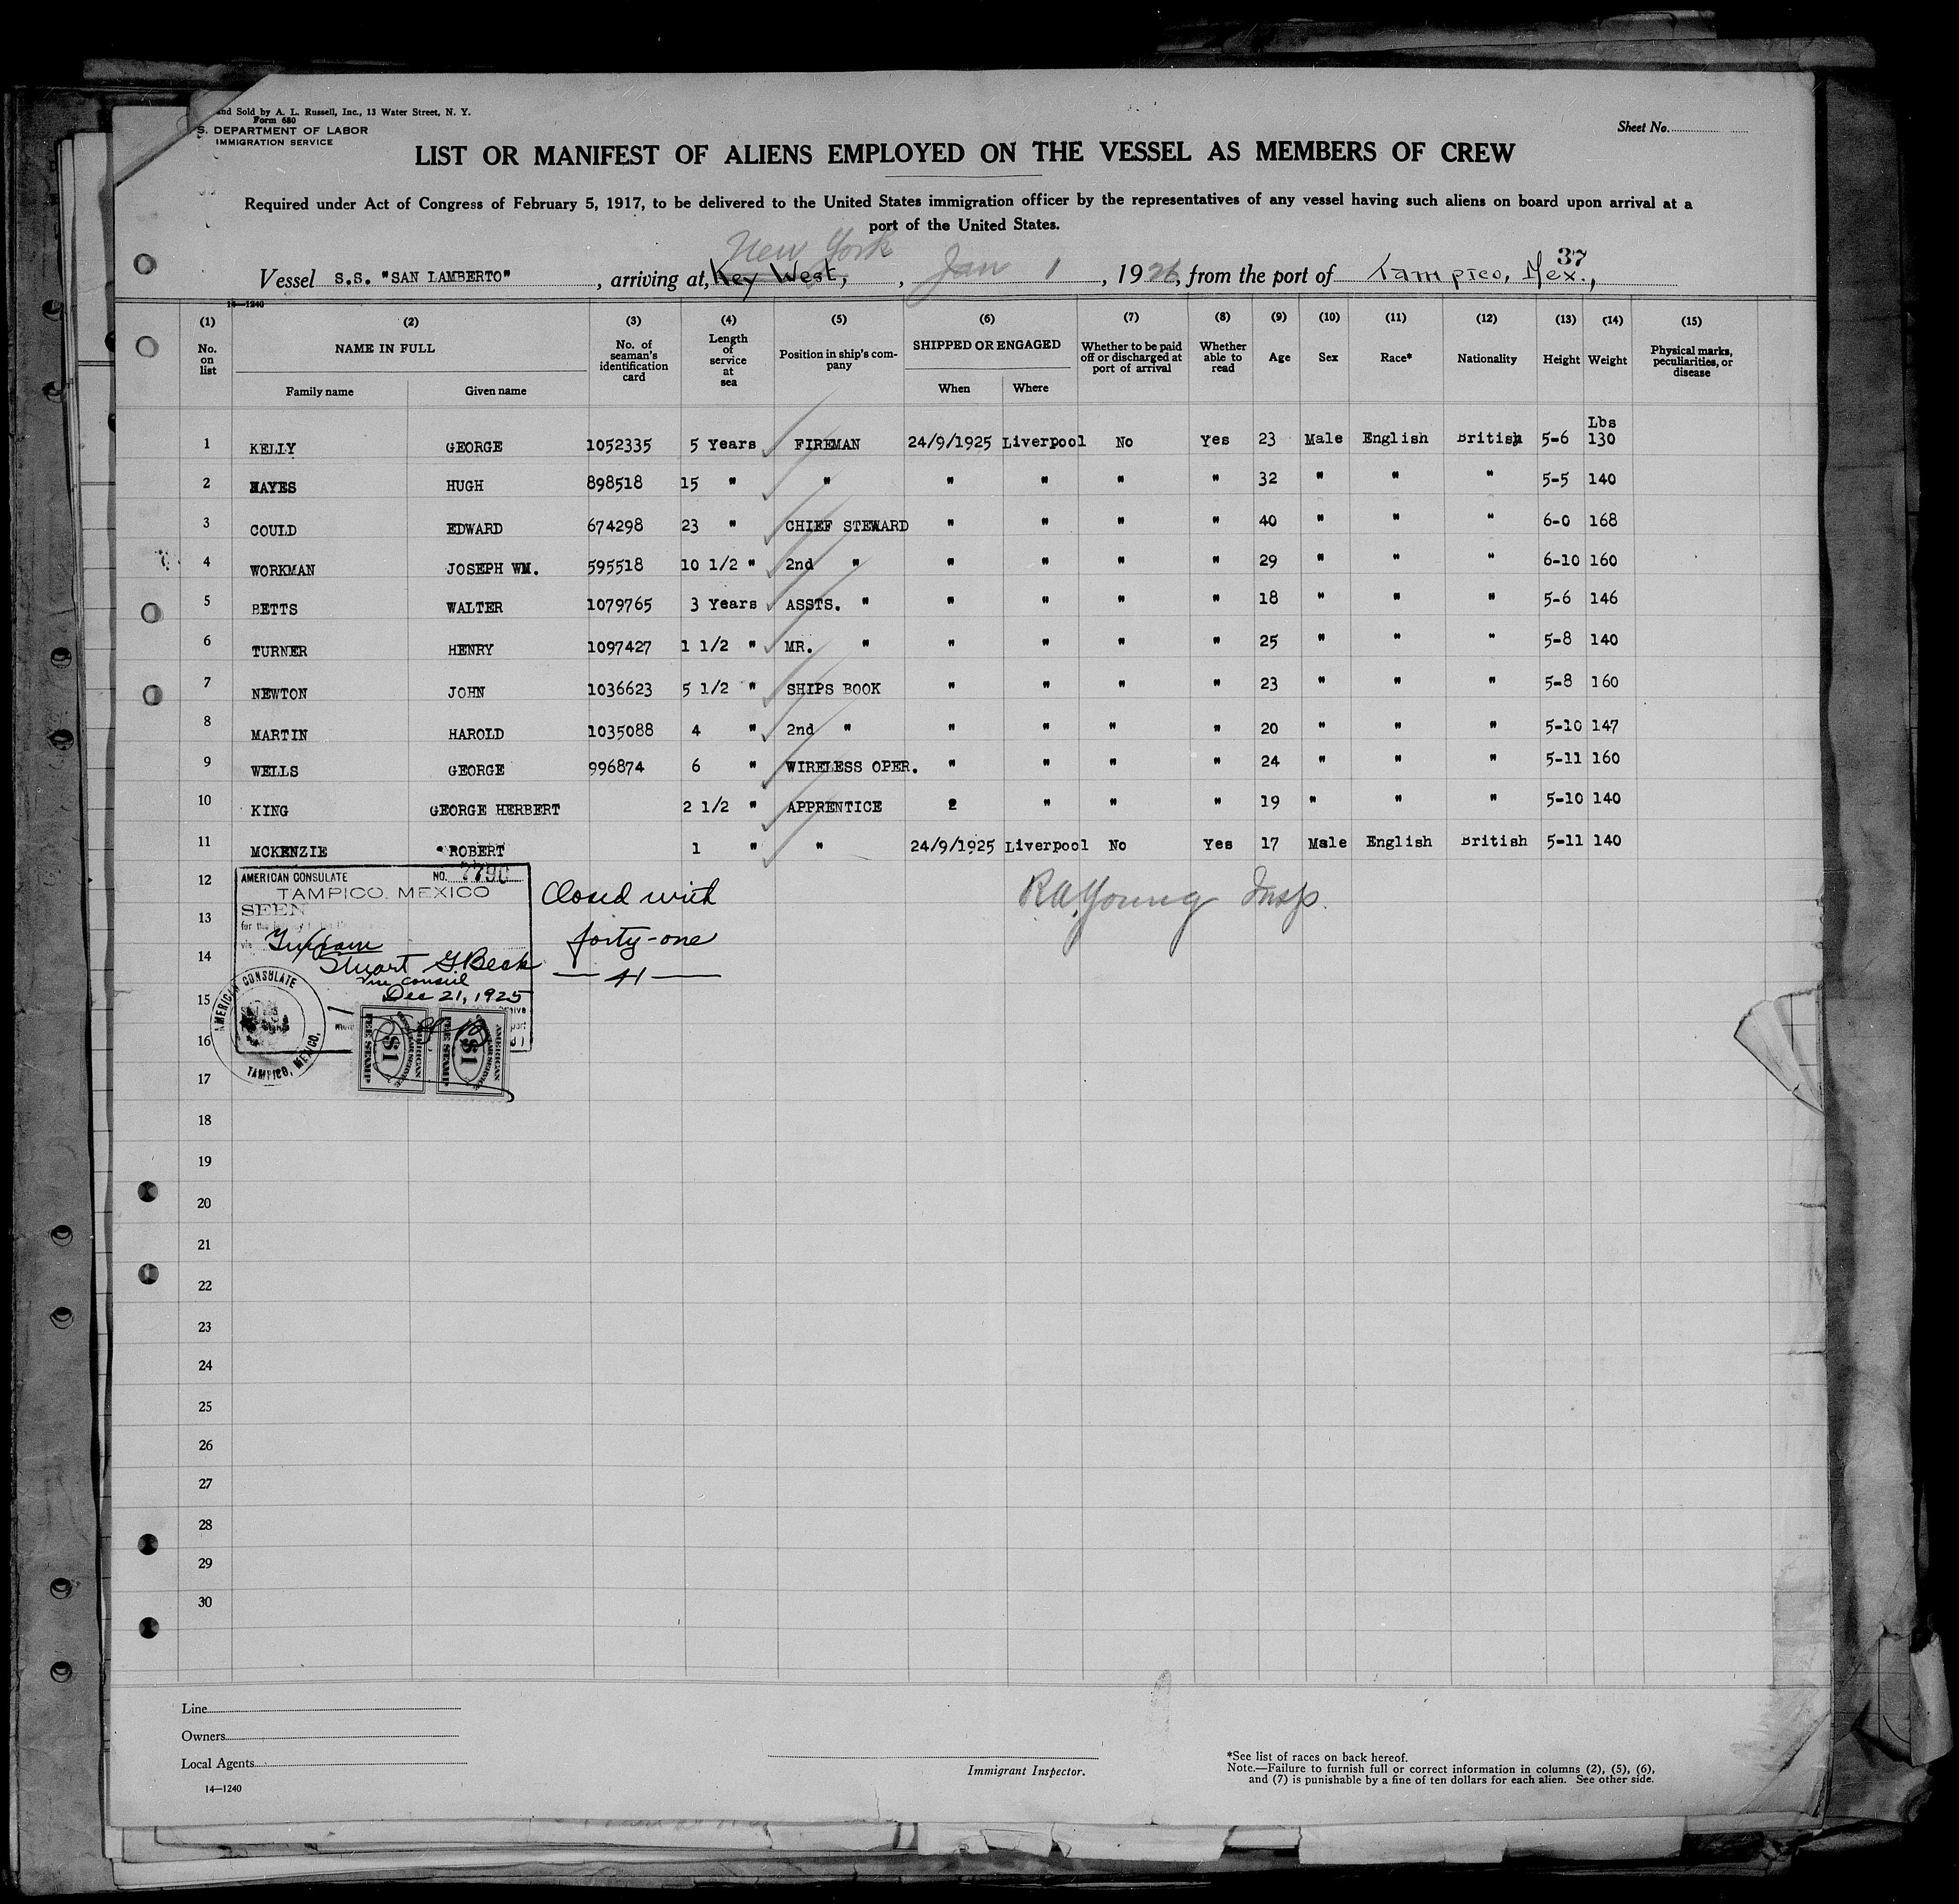 and Sold by A. L. Russell, Inc., 13 Water Street, N. Y.
Form 680
S. DEPARTMENT OF LABOR
IMMIGRATION SERVICE
Sheet No.
LIST OR MANIFEST OF ALIENS EMPLOYED ON THE VESSEL AS MEMBERS OF CREW
Required under Act of Congress of February 5, 1917, to be delivered to the United States immigration officer by the representatives of any vessel having such aliens on board upon arrival at a
port of the United States.
New York
37
Vessel S.S. "SAN LAMBERTO", arriving at, Key West, , Jan 1, 1926, from the port of Tampico, Mex.,
14—1240
(1) (2) (3) (4) (5) (6) (7) (8) (9) (10) (11) (12) (13) (14) (15)
No. on list NAME IN FULL No. of seaman's identification card Length of service at sea Position in ship's company SHIPPED OR ENGAGED Whether to be paid off or discharged at port of arrival Whether able to read Age Sex Race* Nationality Height Weight Physical marks, peculiarities, or disease
Family name Given name When Where
Lbs
1 KELLY GEORGE 1052335 5 Years FIREMAN 24/9/1925 Liverpool No Yes 23 Male English British 5-6 130
2 HAYES HUGH 898518 15 " " " " " " 32 " " " 5-5 140
3 COULD EDWARD 674298 23 " CHIEF STEWARD " " " " 40 " " " 6-0 168
4 WORKMAN JOSEPH WM. 595518 10 1/2 " 2nd " " " " " 29 " " " 6-10 160
5 BETTS WALTER 1079765 3 Years ASSTS. " " " " " 18 " " " 5-6 146
6 TURNER HENRY 1097427 1 1/2 " MR. " " " " " 25 " " " 5-8 140
7 NEWTON JOHN 1036623 5 1/2 " SHIPS BOOK " " " " 23 " " " 5-8 160
8 MARTIN HAROLD 1035088 4 " 2nd " " " " " 20 " " " 5-10 147
9 WELLS GEORGE 996874 6 " WIRELESS OPER. " " " " 24 " " " 5-11 160
10 KING GEORGE HERBERT 2 1/2 " APPRENTICE " " " 19 " " " 5-10 140
11 MCKENZIE ROBERT 1 " " 24/9/1925 Liverpool No Yes 17 Male English British 5-11 140
12
13
14
15
16
17
18
19
20
21
22
23
24
25
26
27
28
29
30
AMERICAN CONSULATE NO. 7790
TAMPICO, MEXICO
SEEN
for the
via
Stuart G. Beck
Vice Consul
Dec 21, 1925
AMERICAN CONSULATE
TAMPICO, MEXICO.
AMERICAN
FEE STAMP
$1
AMERICAN
FEE STAMP
$1
Closed with
forty-one
— 41 —
R.A. Young Insp.
Line
Owners
Local Agents
14—1240
Immigrant Inspector.
*See list of races on back hereof.
Note.—Failure to furnish full or correct information in columns (2), (5), (6),
and (7) is punishable by a fine of ten dollars for each alien. See other side.